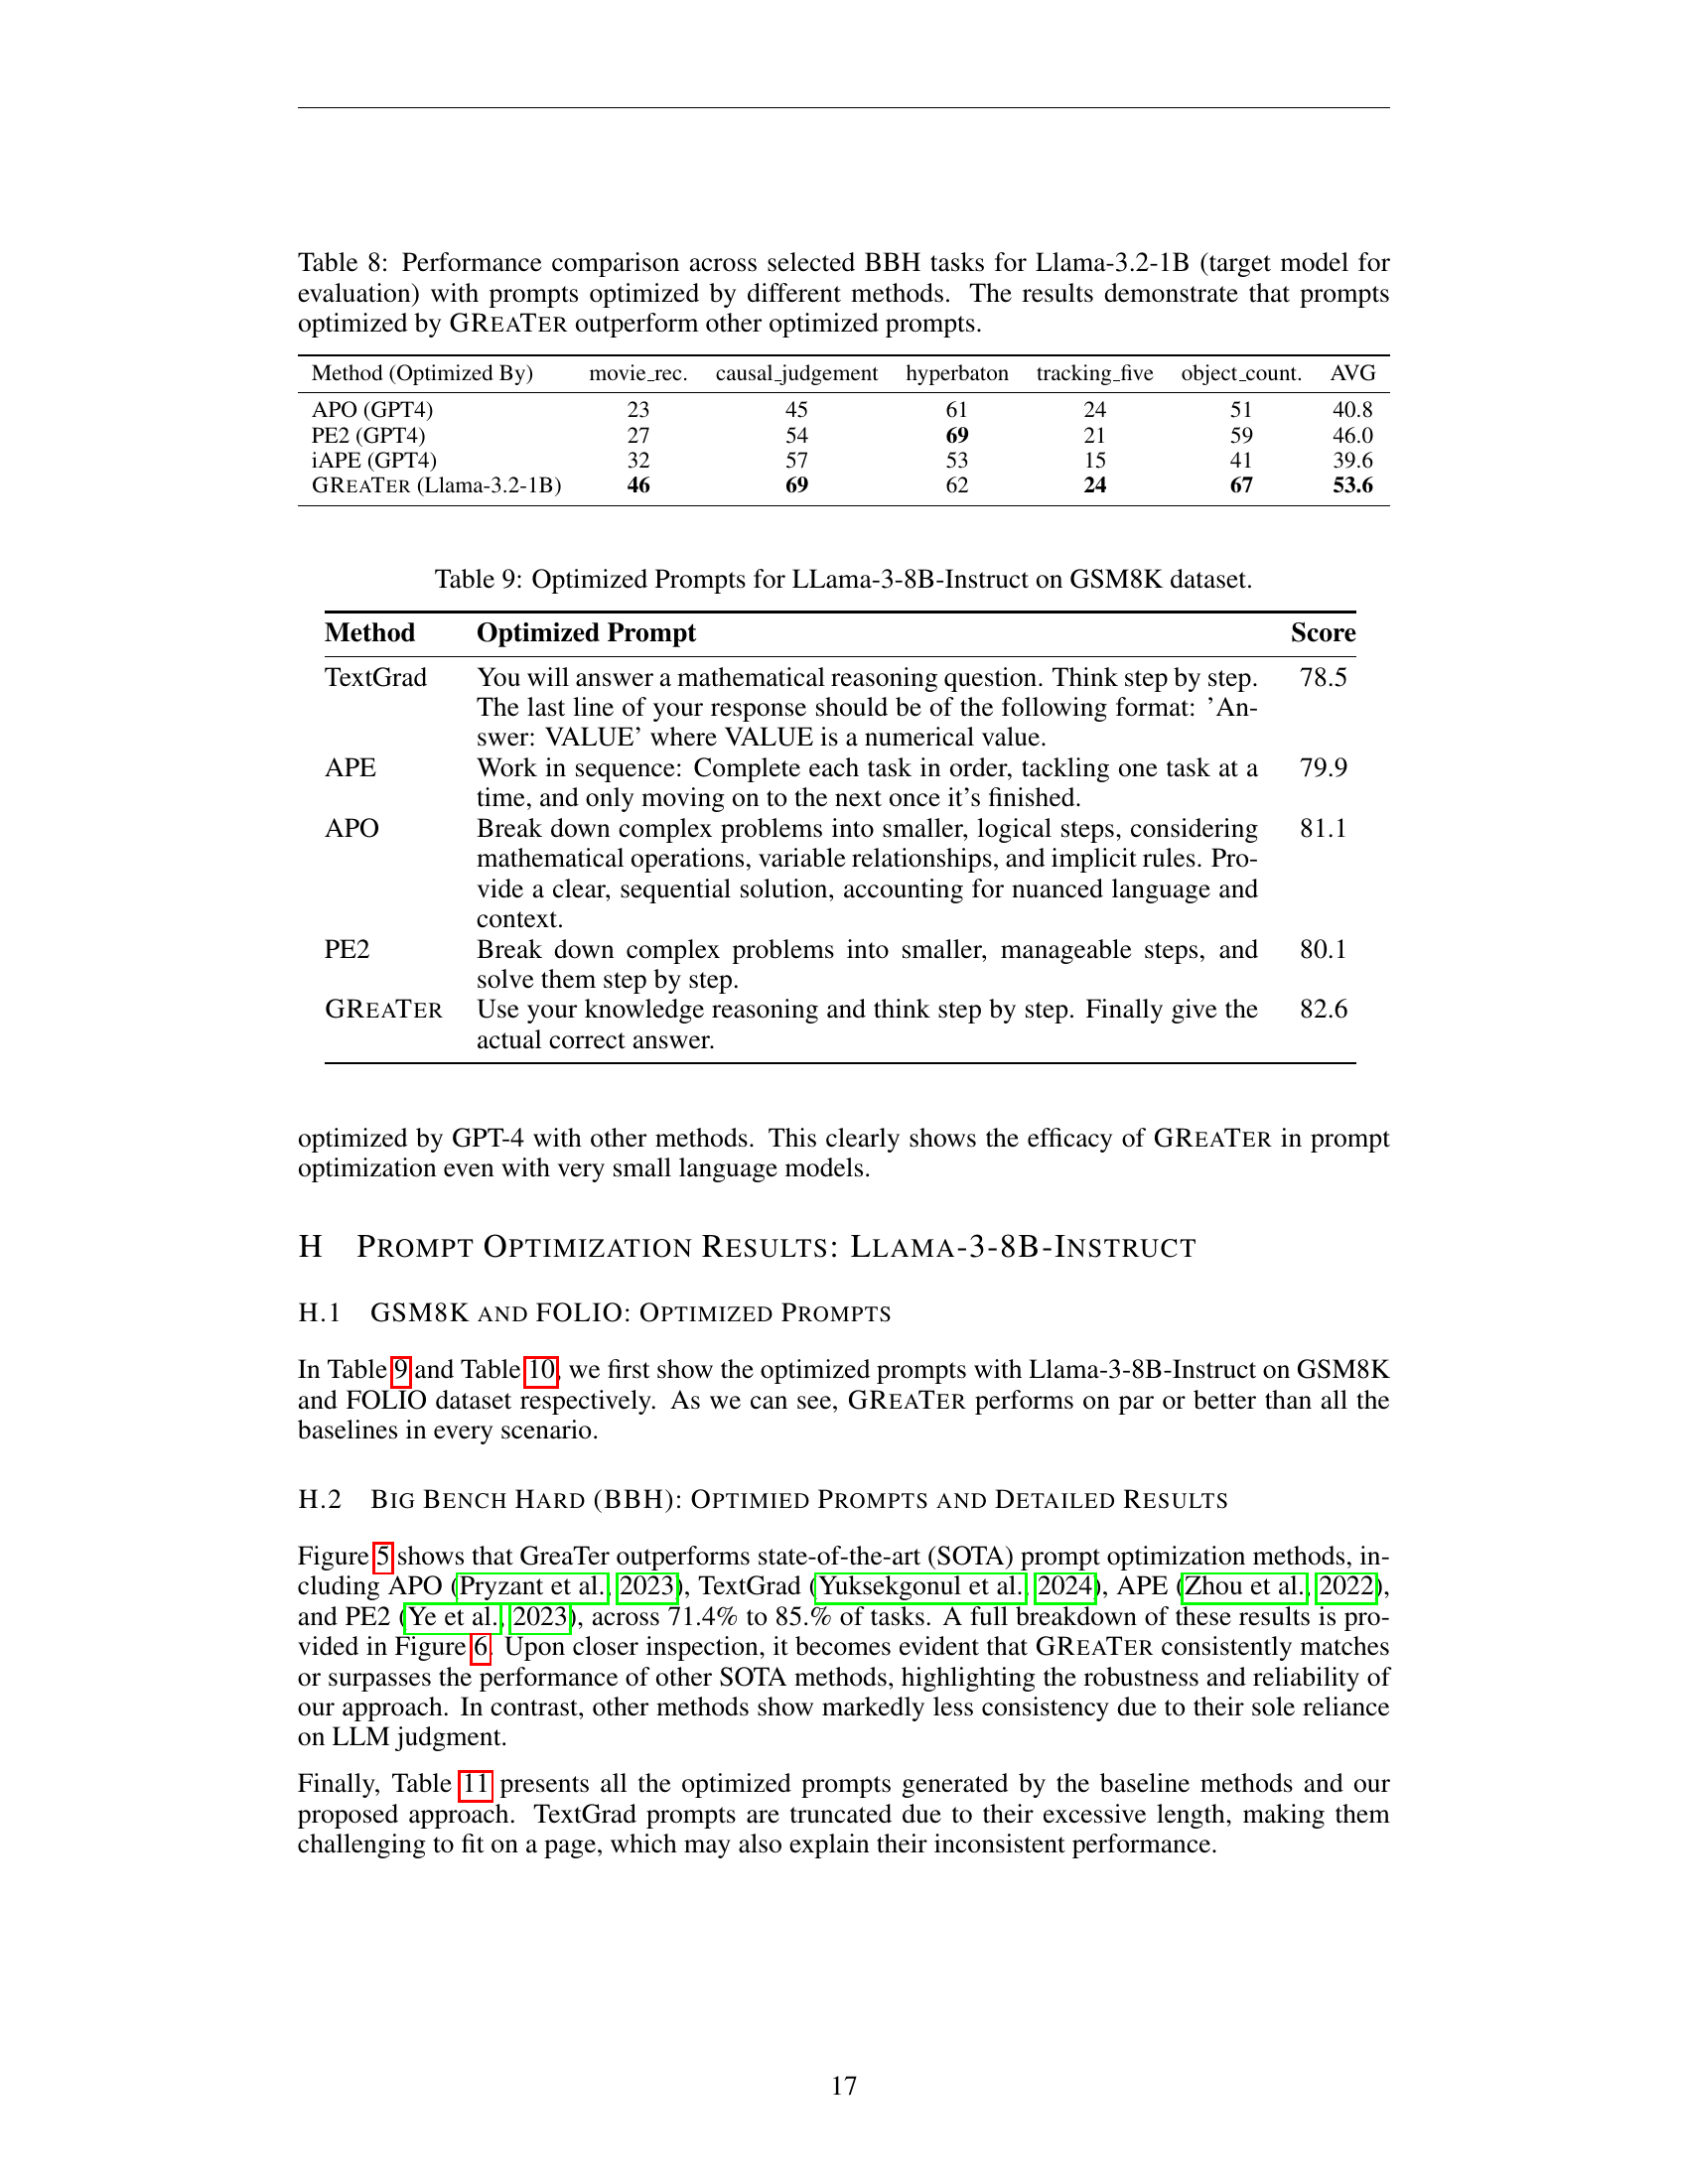 Table 8: Performance comparison across selected BBH tasks for Llama-3.2-1B (target model for
evaluation) with prompts optimized by different methods. The results demonstrate that prompts
optimized by GREATER outperform other optimized prompts.
Method (Optimized By) movie_rec. causal_judgement hyperbaton tracking_five object_count. AVG
APO (GPT4) 23 45 61 24 51 40.8
PE2 (GPT4) 27 54 69 21 59 46.0
iAPE (GPT4) 32 57 53 15 41 39.6
GREATER (Llama-3.2-1B) 46 69 62 24 67 53.6
Table 9: Optimized Prompts for LLama-3-8B-Instruct on GSM8K dataset.
Method Optimized Prompt Score
TextGrad You will answer a mathematical reasoning question. Think step by step. 78.5
The last line of your response should be of the following format: 'An-
swer: VALUE' where VALUE is a numerical value.
APE Work in sequence: Complete each task in order, tackling one task at a 79.9
time, and only moving on to the next once it's finished.
APO Break down complex problems into smaller, logical steps, considering 81.1
mathematical operations, variable relationships, and implicit rules. Pro-
vide a clear, sequential solution, accounting for nuanced language and
context.
PE2 Break down complex problems into smaller, manageable steps, and 80.1
solve them step by step.
GREATER Use your knowledge reasoning and think step by step. Finally give the 82.6
actual correct answer.
optimized by GPT-4 with other methods. This clearly shows the efficacy of GREATER in prompt
optimization even with very small language models.
H PROMPT OPTIMIZATION RESULTS: LLAMA-3-8B-INSTRUCT
H.1 GSM8K AND FOLIO: OPTIMIZED PROMPTS
In Table 9 and Table 10, we first show the optimized prompts with Llama-3-8B-Instruct on GSM8K
and FOLIO dataset respectively. As we can see, GREATER performs on par or better than all the
baselines in every scenario.
H.2 BIG BENCH HARD (BBH): OPTIMIED PROMPTS AND DETAILED RESULTS
Figure 5 shows that GreaTer outperforms state-of-the-art (SOTA) prompt optimization methods, in-
cluding APO (Pryzant et al., 2023), TextGrad (Yuksekgonul et al., 2024), APE (Zhou et al., 2022),
and PE2 (Ye et al., 2023), across 71.4% to 85.% of tasks. A full breakdown of these results is pro-
vided in Figure 6. Upon closer inspection, it becomes evident that GREATER consistently matches
or surpasses the performance of other SOTA methods, highlighting the robustness and reliability of
our approach. In contrast, other methods show markedly less consistency due to their sole reliance
on LLM judgment.
Finally, Table 11 presents all the optimized prompts generated by the baseline methods and our
proposed approach. TextGrad prompts are truncated due to their excessive length, making them
challenging to fit on a page, which may also explain their inconsistent performance.
17